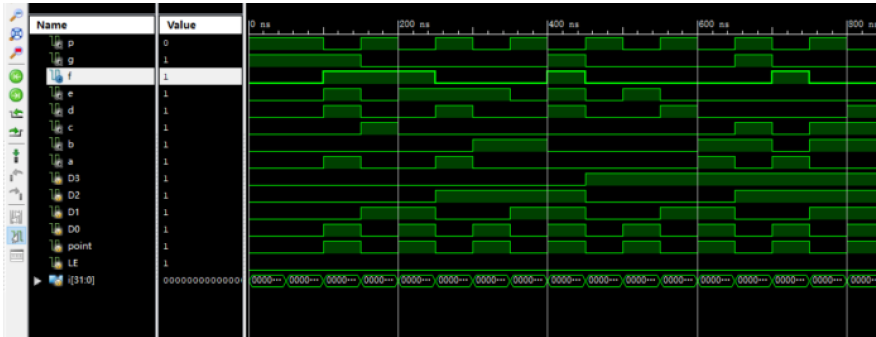 Name Value 0 ns 200 ns 400 ns 600 ns 800 ns
p 0
g 1
f 1
e 1
d 1
c 1
b 1
a 1
D3 1
D2 1
D1 1
D0 1
point 1
LE 1
i[31:0] 00000000000000 0000... 0000... 0000... 0000... 0000... 0000... 0000... 0000... 0000... 0000... 0000... 0000... 0000... 0000... 0000... 0000... 0000...